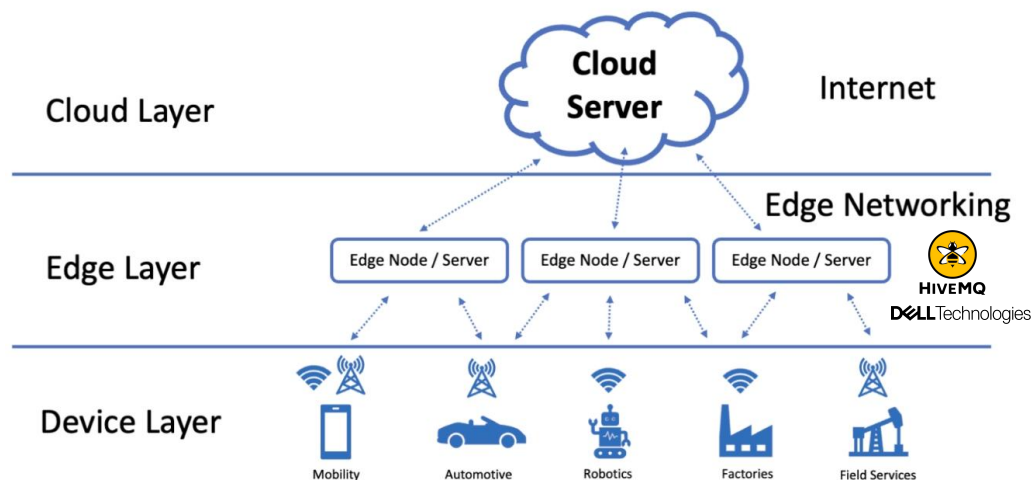 Cloud
Server
Internet
Cloud Layer
Edge Networking
Edge Layer
Edge Node / Server
Edge Node / Server
Edge Node / Server
HIVEMQ
DELLTechnologies
Device Layer
Mobility
Automotive
Robotics
Factories
Field Services